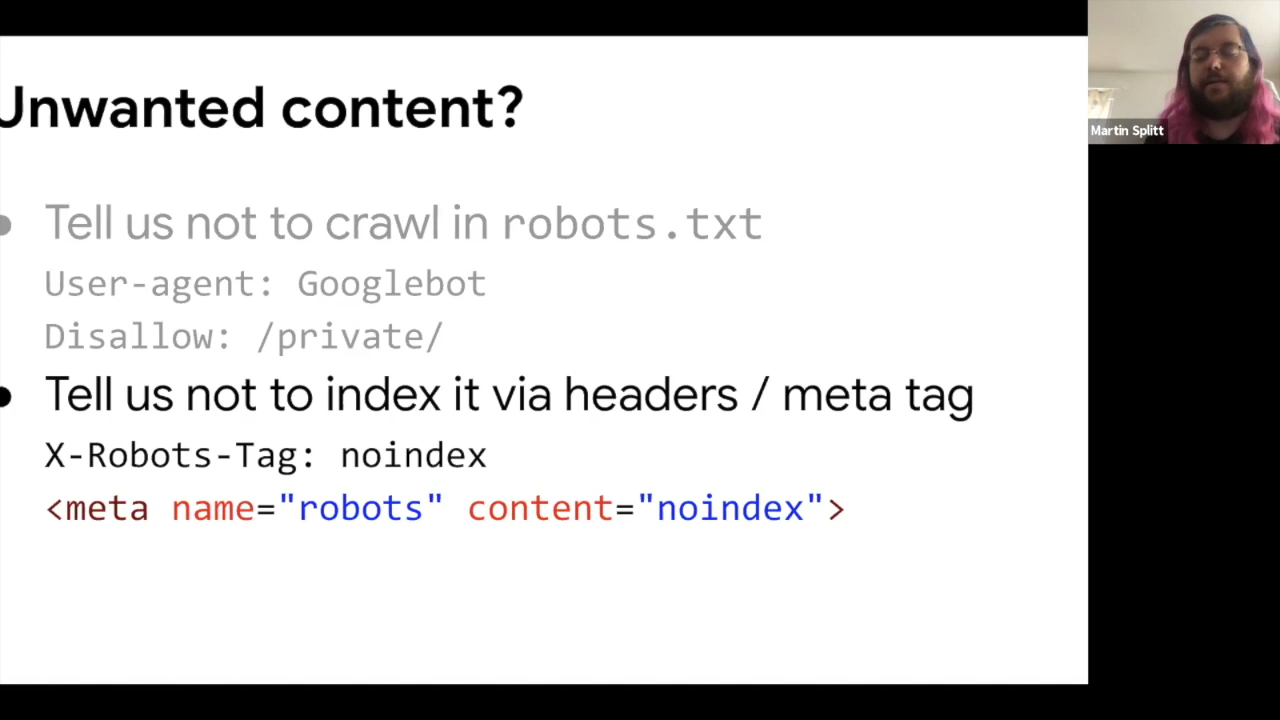 Unwanted content?
Tell us not to crawl in robots.txt
User-agent: Googlebot
Disallow: /private/
Tell us not to index it via headers / meta tag
X-Robots-Tag: noindex
<meta name="robots" content="noindex">
Martin Splitt